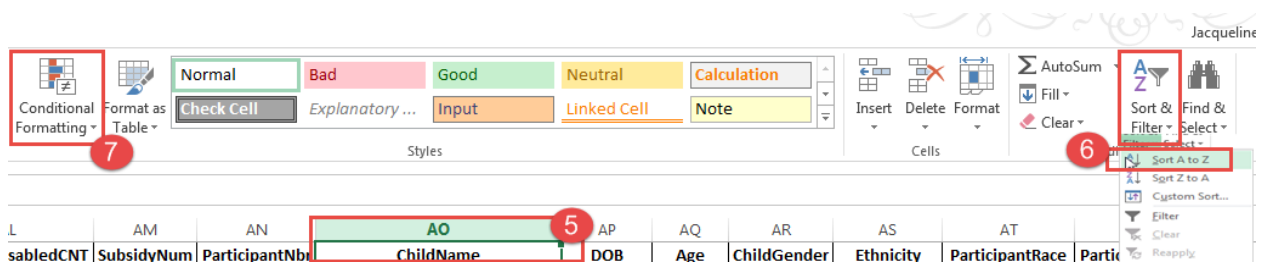 Jacqueline
Normal Bad Good Neutral Calculation
Check Cell Explanatory ... Input Linked Cell Note
Conditional Formatting
Format as Table
7
Styles
Insert Delete Format
Cells
AutoSum
Fill
Clear
Sort & Filter
Find & Select
6
Sort A to Z
Sort Z to A
Custom Sort...
Filter
Clear
Reapply
AM AN AO 5 AP AQ AR AS AT
sabledCNT SubsidyNum ParticipantNbr ChildName DOB Age ChildGender Ethnicity ParticipantRace Partic